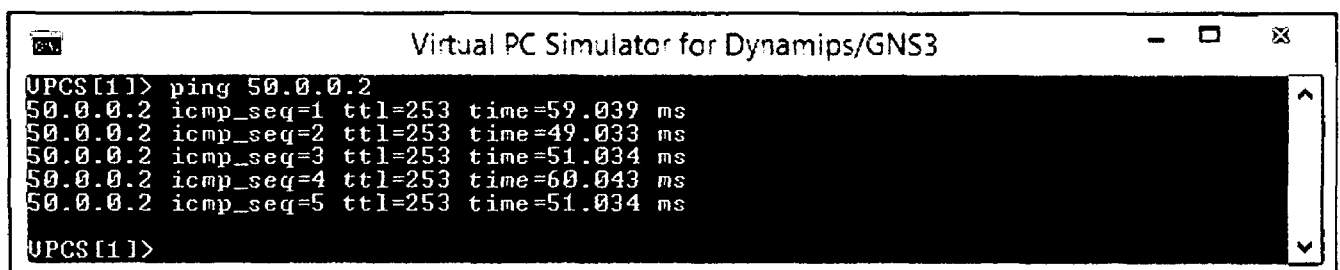 Virtual PC Simulator for Dynamips/GNS3
VPCS[1]> ping 50.0.0.2
50.0.0.2 icmp_seq=1 ttl=253 time=59.039 ms
50.0.0.2 icmp_seq=2 ttl=253 time=49.033 ms
50.0.0.2 icmp_seq=3 ttl=253 time=51.034 ms
50.0.0.2 icmp_seq=4 ttl=253 time=60.043 ms
50.0.0.2 icmp_seq=5 ttl=253 time=51.034 ms
VPCS[1]>